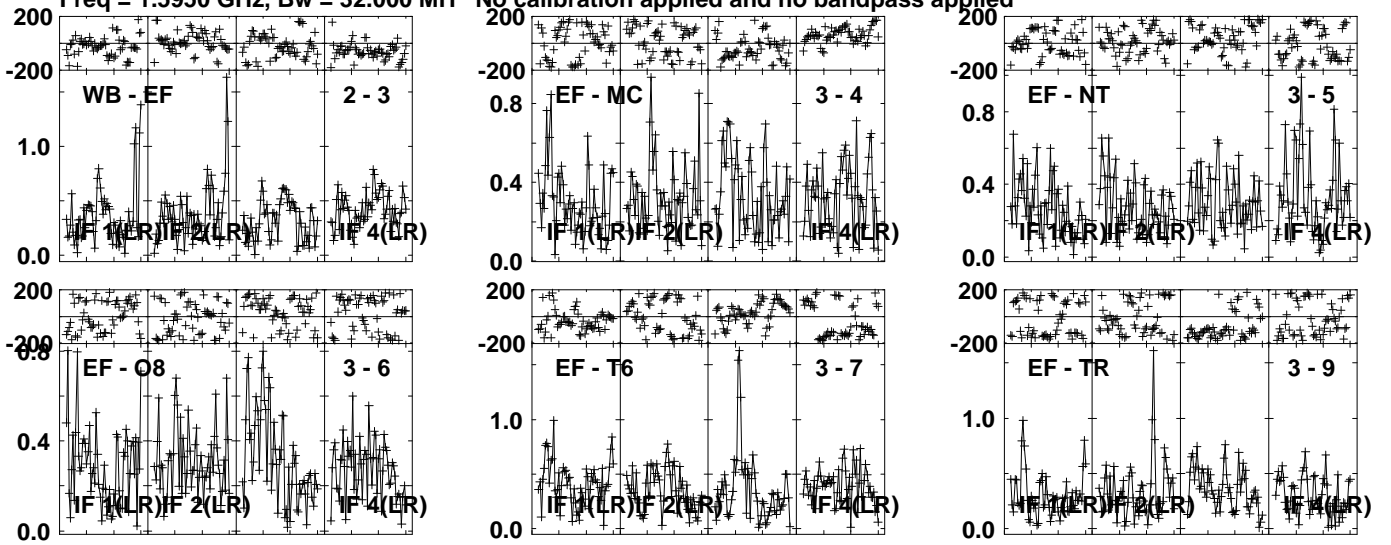 Freq = 1.5950 GHz, Bw = 32.000 MH No calibration applied and no bandpass applied
200
-200
WB - EF 2 - 3
1.0
0.0
IF 1(LR) IF 2(LR) IF 4(LR)
200
-200
EF - MC 3 - 4
0.8
0.4
0.0
IF 1(LR) IF 2(LR) IF 4(LR)
200
-200
EF - NT 3 - 5
0.8
0.4
0.0
IF 1(LR) IF 2(LR) IF 4(LR)
200
-200
0.8
EF - O8 3 - 6
0.4
0.0
IF 1(LR) IF 2(LR) IF 4(LR)
200
-200
EF - T6 3 - 7
1.0
0.0
IF 1(LR) IF 2(LR) IF 4(LR)
200
-200
EF - TR 3 - 9
1.0
0.0
IF 1(LR) IF 2(LR) IF 4(LR)